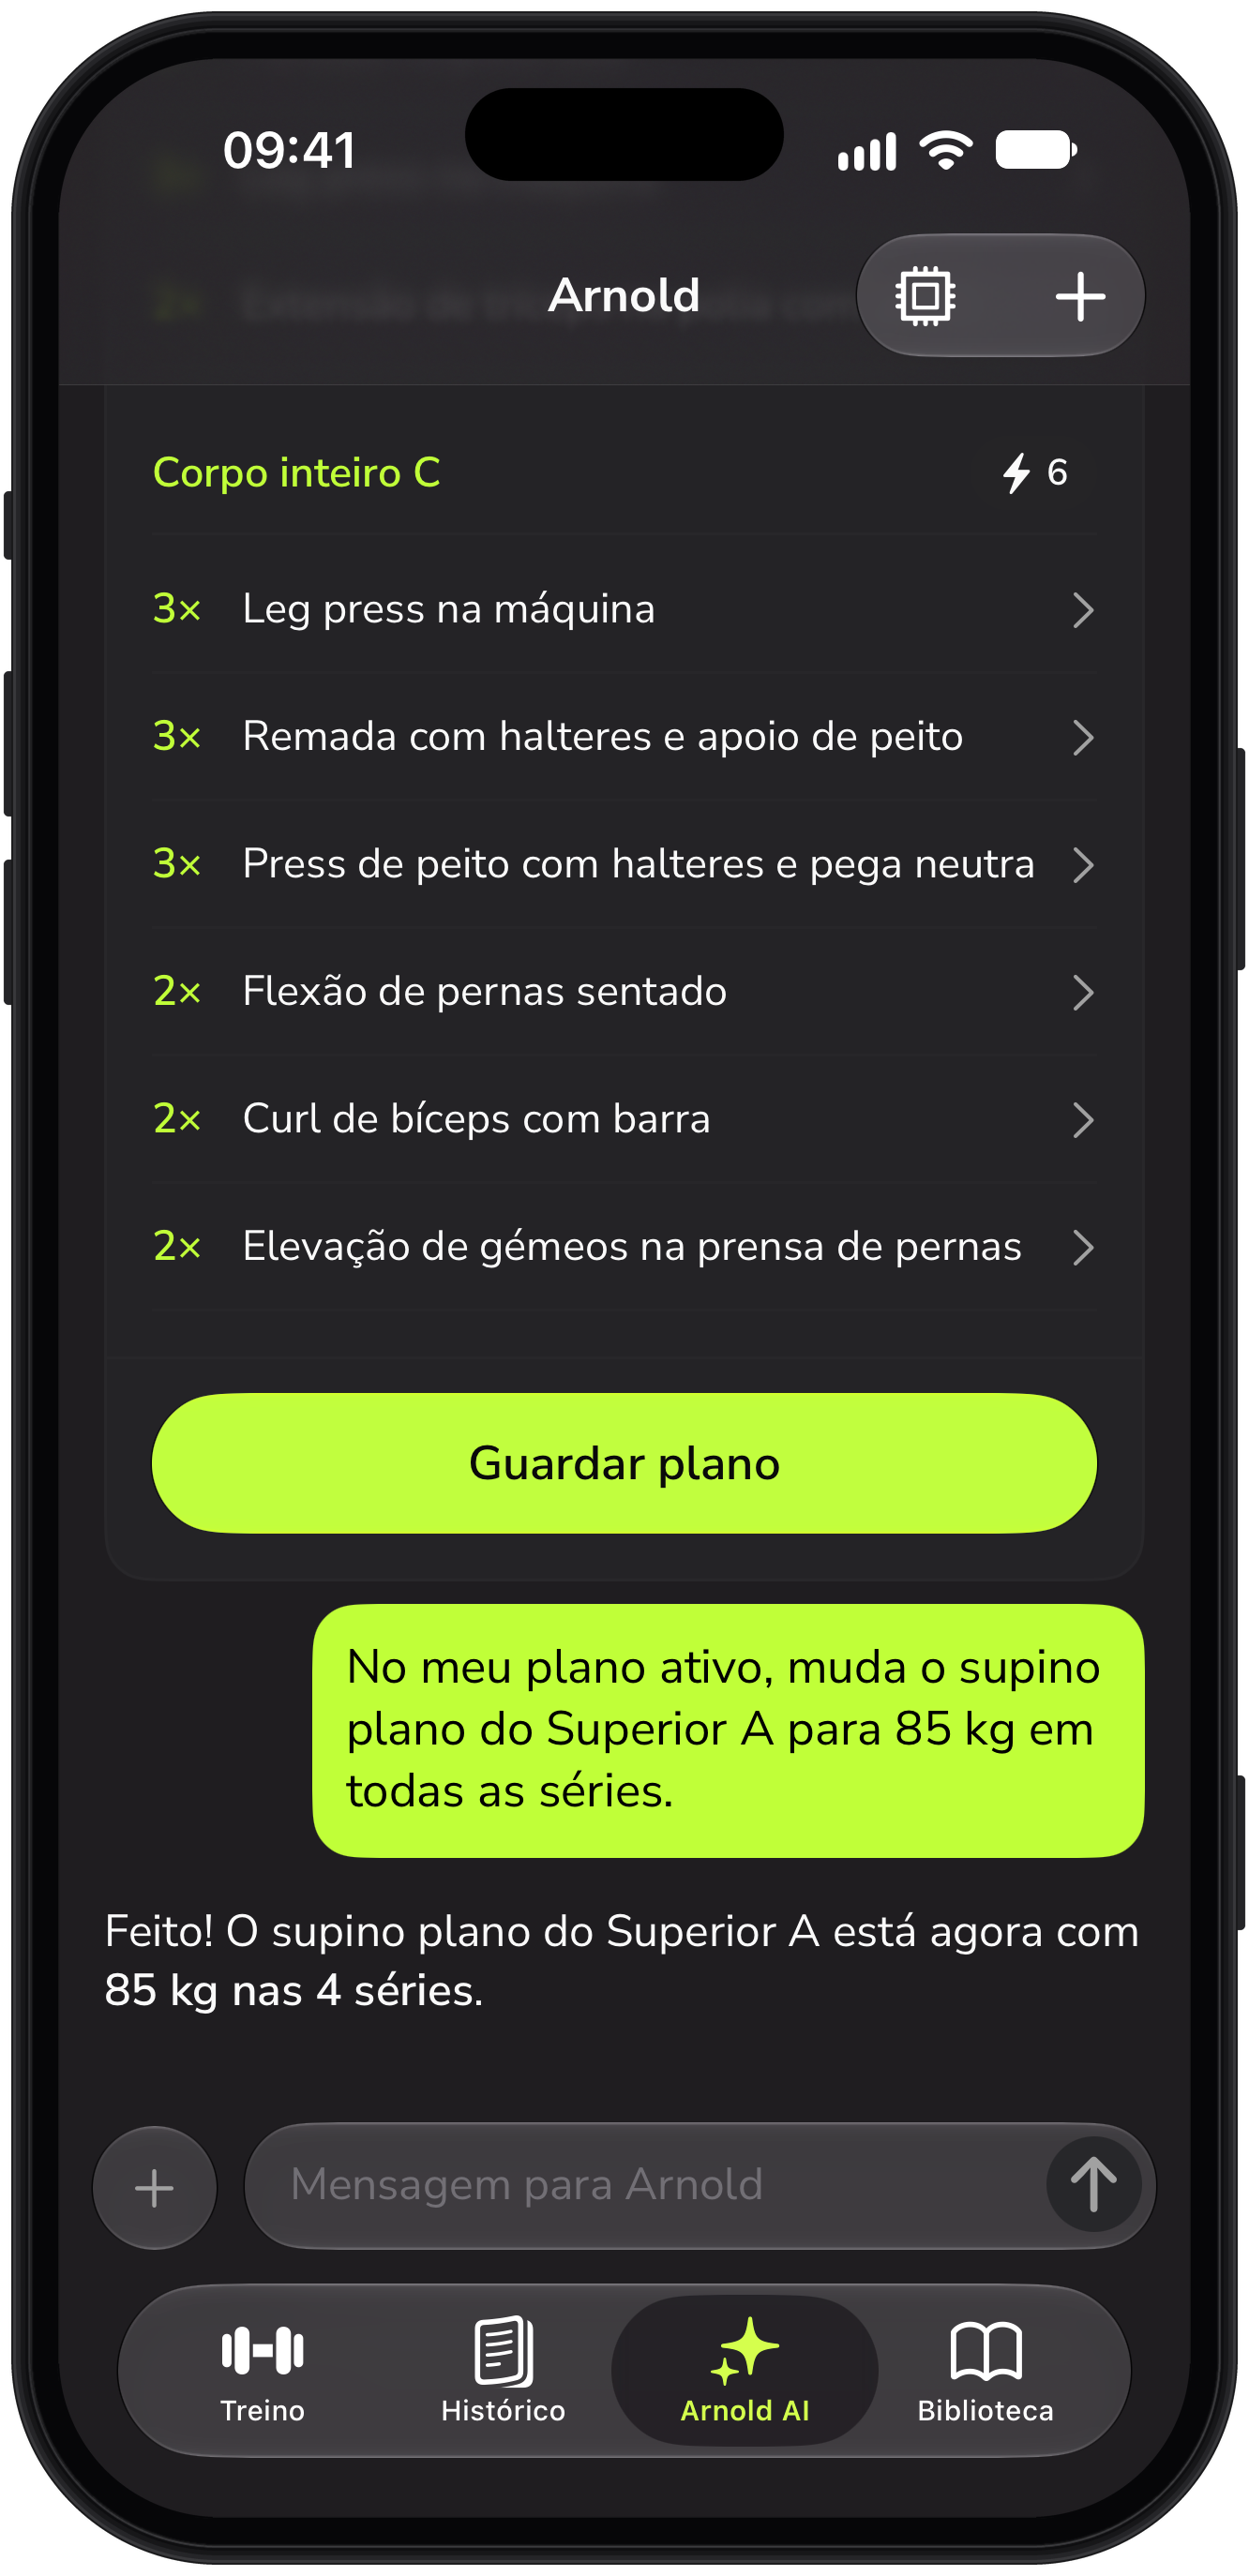 09:41
Arnold
Corpo inteiro C
6
3× Leg press na máquina
3× Remada com halteres e apoio de peito
3× Press de peito com halteres e pega neutra
2× Flexão de pernas sentado
2× Curl de bíceps com barra
2× Elevação de gémeos na prensa de pernas
Guardar plano
No meu plano ativo, muda o supino
plano do Superior A para 85 kg em
todas as séries.
Feito! O supino plano do Superior A está agora com
85 kg nas 4 séries.
Mensagem para Arnold
Treino
Histórico
Arnold AI
Biblioteca